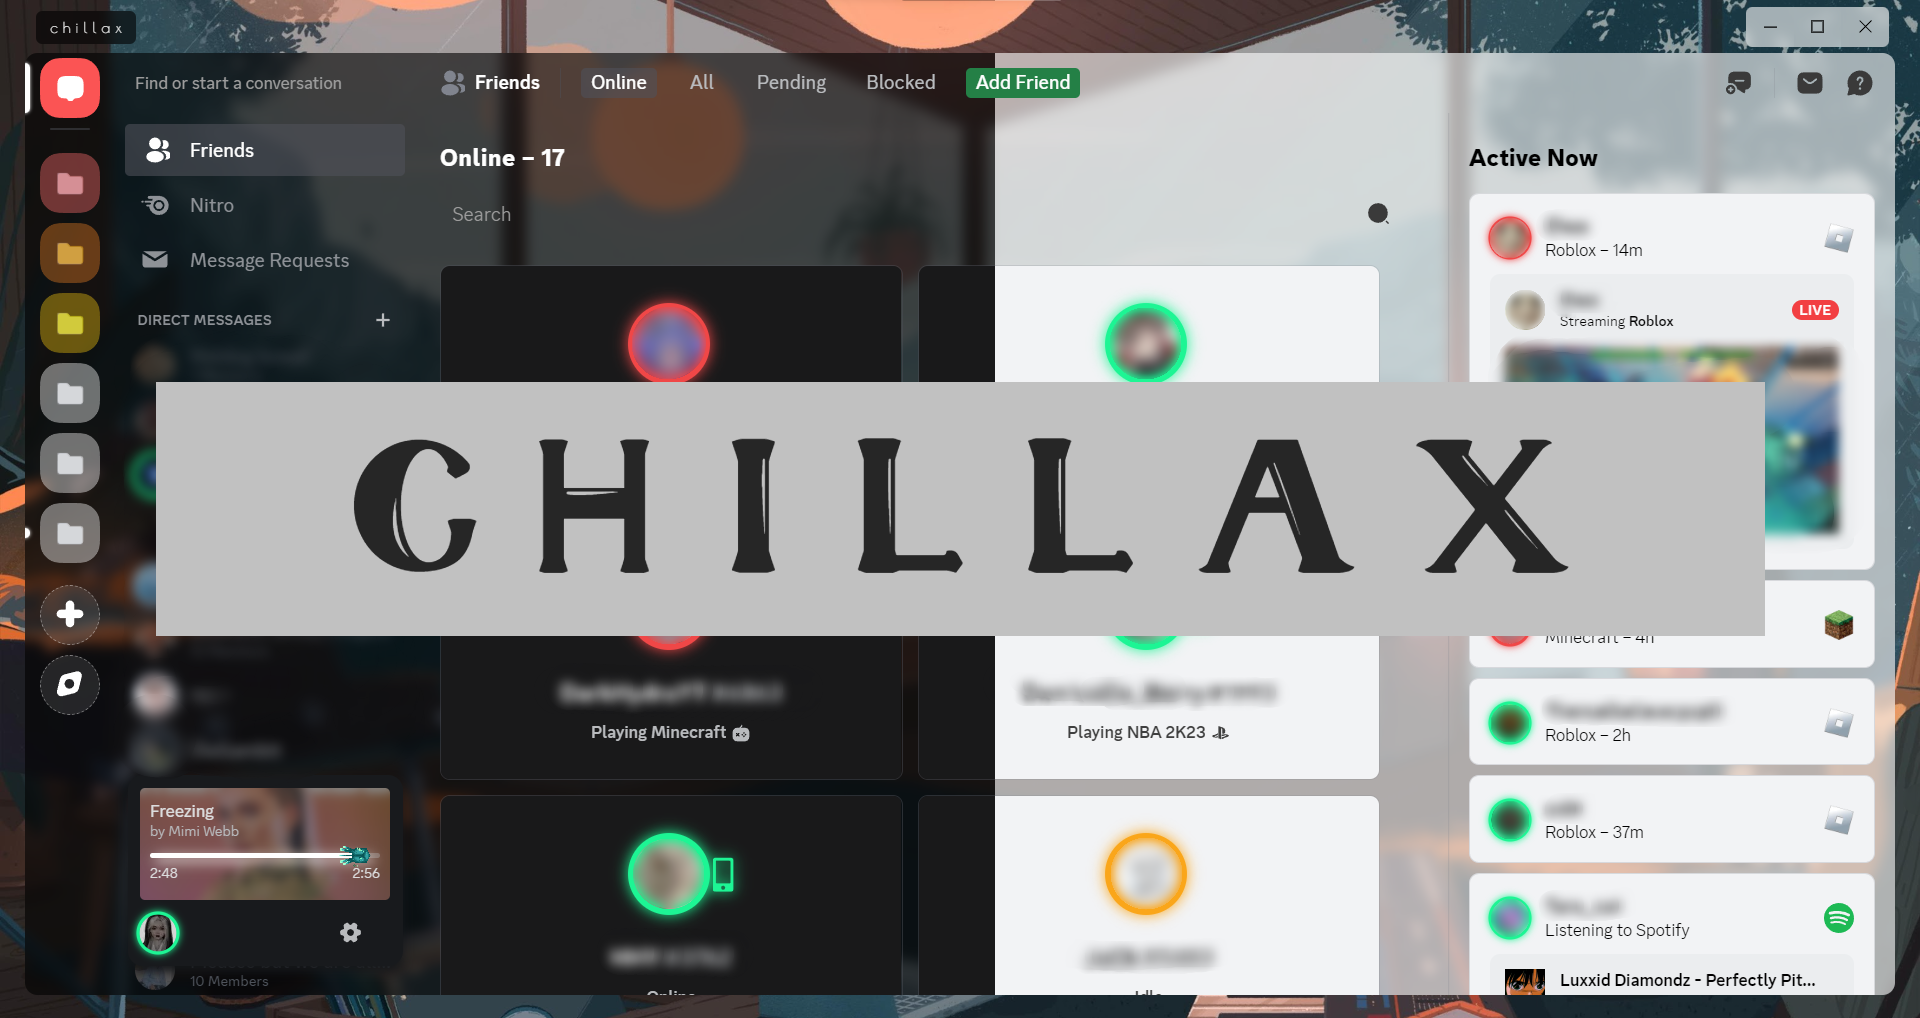 chillax
Find or start a conversation
Friends
Online
All
Pending
Blocked
Add Friend
Friends
Nitro
Message Requests
DIRECT MESSAGES
Online – 17
Search
Active Now
Roblox – 14m
Streaming Roblox
LIVE
CHILLAX
Minecraft – 4h
Playing Minecraft
Playing NBA 2K23
Roblox – 2h
Freezing
by Mimi Webb
2:48
2:56
Roblox – 37m
Listening to Spotify
Luxxid Diamondz - Perfectly Pit...
10 Members
Online
Idle